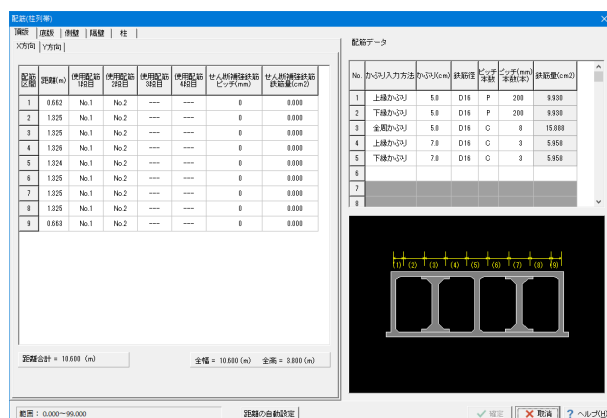 配筋(柱列帯)
頂版 底版 側壁 隔壁 柱
X方向 Y方向
配筋区間 距離(m) 使用配筋1段目 使用配筋2段目 使用配筋3段目 使用配筋4段目 せん断補強鉄筋ピッチ(mm) せん断補強鉄筋鉄筋量(cm2)
1 0.662 No.1 No.2 --- --- 0 0.000
2 1.325 No.1 No.2 --- --- 0 0.000
3 1.325 No.1 No.2 --- --- 0 0.000
4 1.326 No.1 No.2 --- --- 0 0.000
5 1.324 No.1 No.2 --- --- 0 0.000
6 1.325 No.1 No.2 --- --- 0 0.000
7 1.325 No.1 No.2 --- --- 0 0.000
8 1.325 No.1 No.2 --- --- 0 0.000
9 0.663 No.1 No.2 --- --- 0 0.000
距離合計 = 10.600 (m)
全幅 = 10.600 (m) 全高 = 3.800 (m)
配筋データ
No. かぶり入力方法 かぶり(cm) 鉄筋径 ピッチ本数 ピッチ(mm)本数(本) 鉄筋量(cm2)
1 上縁かぶり 5.0 D16 P 200 9.930
2 下縁かぶり 5.0 D16 P 200 9.930
3 全周かぶり 5.0 D16 C 8 15.880
4 上縁かぶり 7.0 D16 C 3 5.958
5 下縁かぶり 7.0 D16 C 3 5.958
6
7
8
(1) (2) (3) (4) (5) (6) (7) (8) (9)
範囲: 0.000～99.000
距離の自動設定
確定 取消 ? ヘルプ(H)